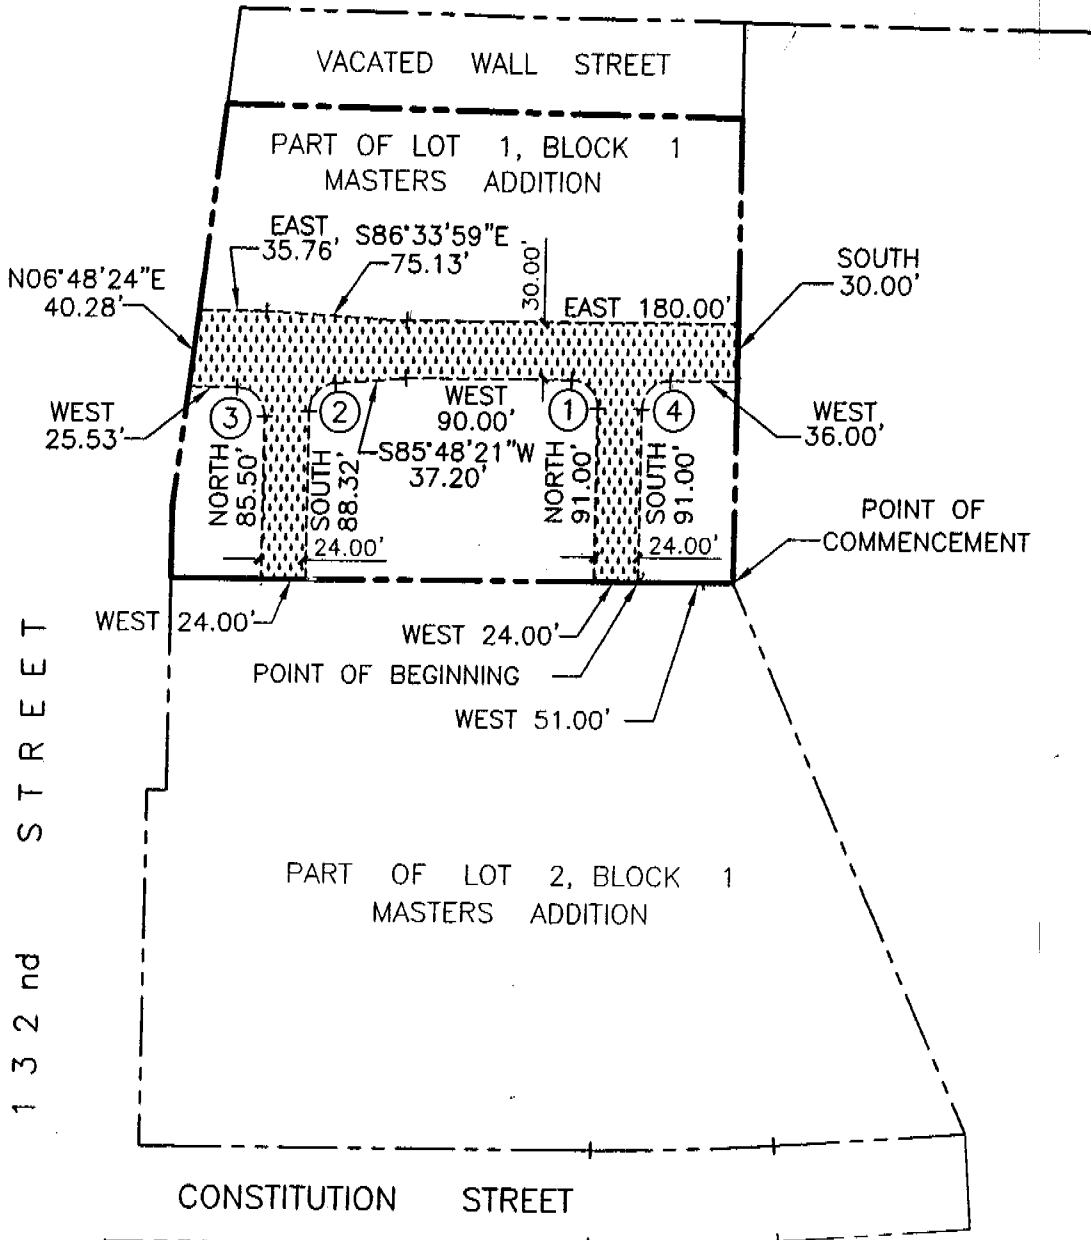 VACATED WALL STREET
PART OF LOT 1, BLOCK 1
MASTERS ADDITION
EAST
35.76'
S86°33'59"E
75.13'
30.00'
N06°48'24"E
40.28'
SOUTH
30.00'
EAST 180.00'
WEST
25.53'
3
2
WEST
90.00'
1
4
WEST
36.00'
S85°48'21"W
37.20'
NORTH
85.50'
SOUTH
88.32'
NORTH
91.00'
SOUTH
91.00'
24.00'
24.00'
POINT OF
COMMENCEMENT
WEST 24.00'
WEST 24.00'
POINT OF BEGINNING
WEST 51.00'
132nd STREET
PART OF LOT 2, BLOCK 1
MASTERS ADDITION
CONSTITUTION STREET